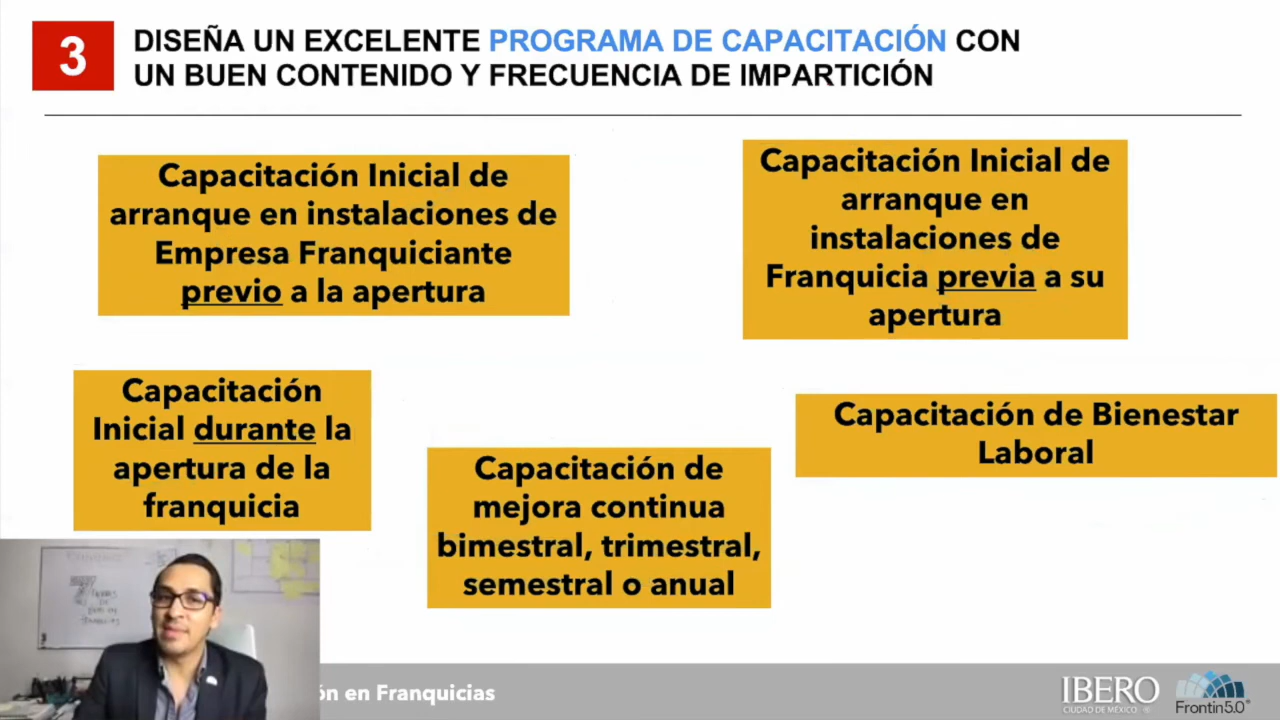 3
DISEÑA UN EXCELENTE PROGRAMA DE CAPACITACIÓN CON
UN BUEN CONTENIDO Y FRECUENCIA DE IMPARTICIÓN
Capacitación Inicial de
arranque en instalaciones de
Empresa Franquiciante
previo a la apertura
Capacitación Inicial de
arranque en
instalaciones de
Franquicia previa a su
apertura
Capacitación
Inicial durante la
apertura de la
franquicia
Capacitación de
mejora continua
bimestral, trimestral,
semestral o anual
Capacitación de Bienestar
Laboral
ón en Franquicias
IBERO
CIUDAD DE MÉXICO ®
Frontin5.0®